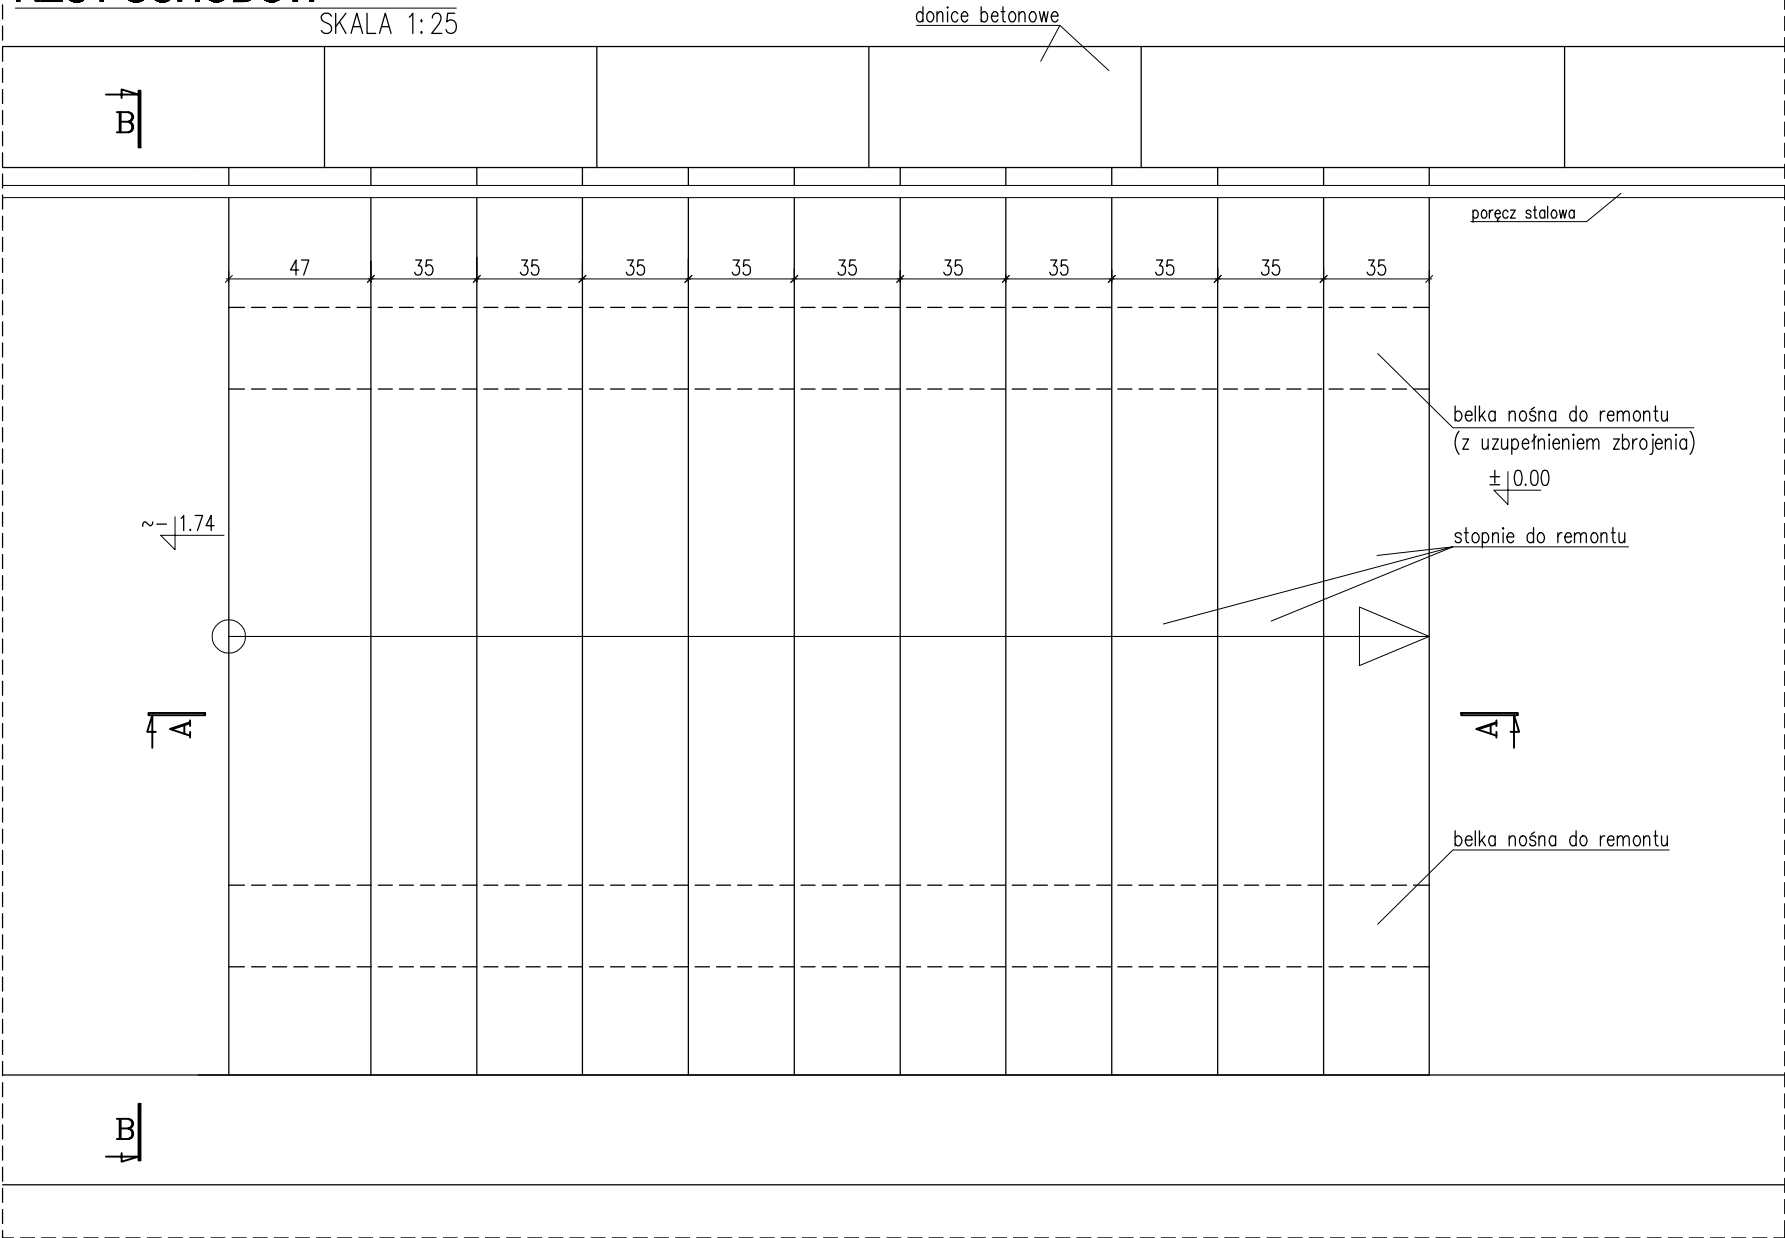 SKALA 1:25
donice betonowe
B
poręcz stalowa
47 35 35 35 35 35 35 35 35 35 35
belka nośna do remontu
(z uzupełnieniem zbrojenia)
±0.00
~-1.74
stopnie do remontu
A A
belka nośna do remontu
B